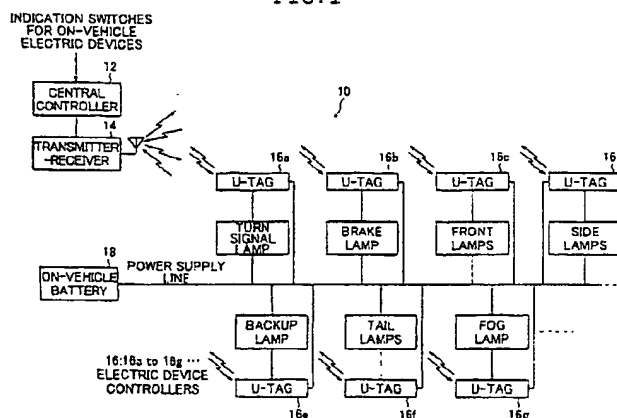 FIG.1
INDICATION SWITCHES
FOR ON-VEHICLE
ELECTRIC DEVICES
12
CENTRAL
CONTROLLER
14
TRANSMITTER
-RECEIVER
10
16a
U-TAG
16b
U-TAG
16c
U-TAG
16
U-TAG
TURN
SIGNAL
LAMP
BRAKE
LAMP
FRONT
LAMPS
SIDE
LAMPS
18
ON-VEHICLE
BATTERY
POWER SUPPLY
LINE
BACKUP
LAMP
TAIL
LAMPS
FOG
LAMP
16:16a to 16g ...
ELECTRIC DEVICE
CONTROLLERS
U-TAG
16e
U-TAG
16f
U-TAG
16g